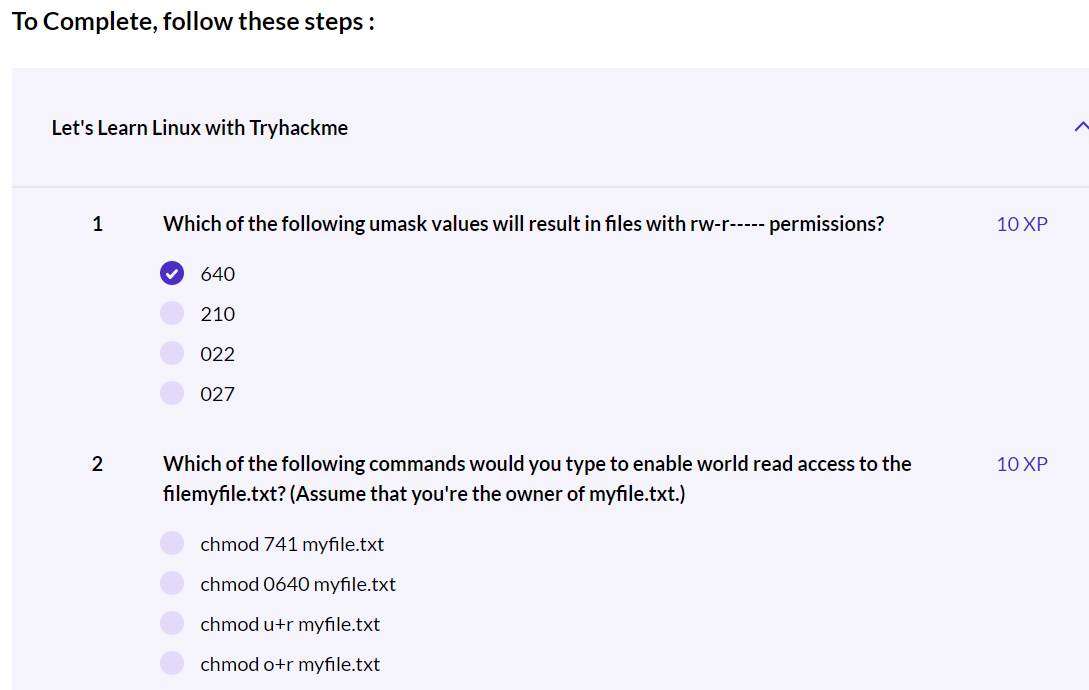 To Complete, follow these steps :
Let's Learn Linux with Tryhackme
1 Which of the following umask values will result in files with rw-r----- permissions? 10 XP
640
210
022
027
2 Which of the following commands would you type to enable world read access to the 10 XP
filemyfile.txt? (Assume that you're the owner of myfile.txt.)
chmod 741 myfile.txt
chmod 0640 myfile.txt
chmod u+r myfile.txt
chmod o+r myfile.txt